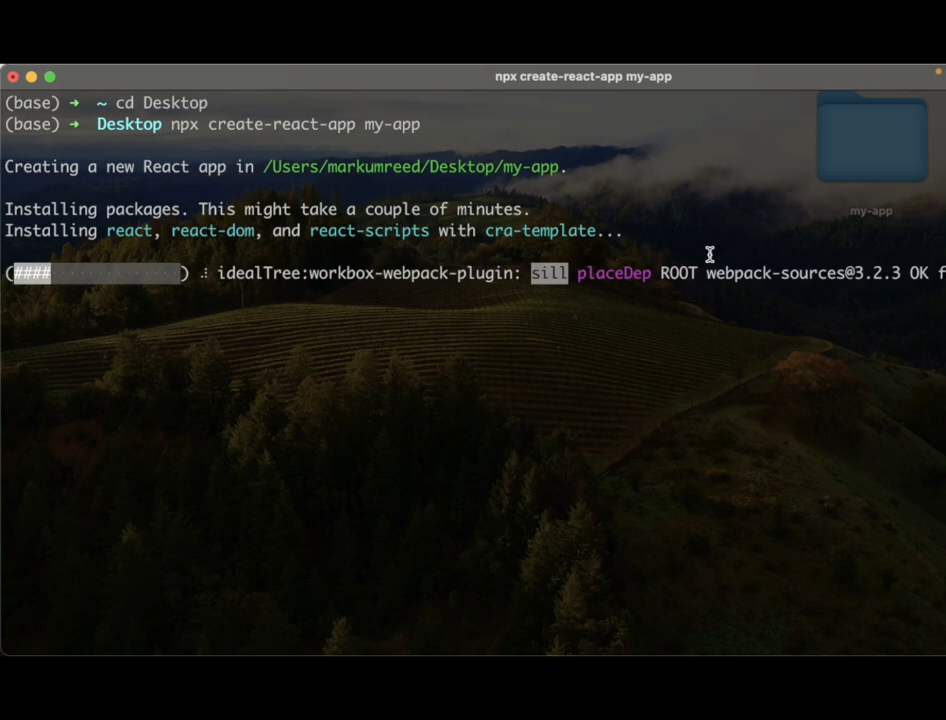 npx create-react-app my-app
(base) ➜ ~ cd Desktop
(base) ➜ Desktop npx create-react-app my-app
Creating a new React app in /Users/markumreed/Desktop/my-app.
Installing packages. This might take a couple of minutes.
Installing react, react-dom, and react-scripts with cra-template...
(####··············) ⠼ idealTree:workbox-webpack-plugin: sill placeDep ROOT webpack-sources@3.2.3 OK f
my-app